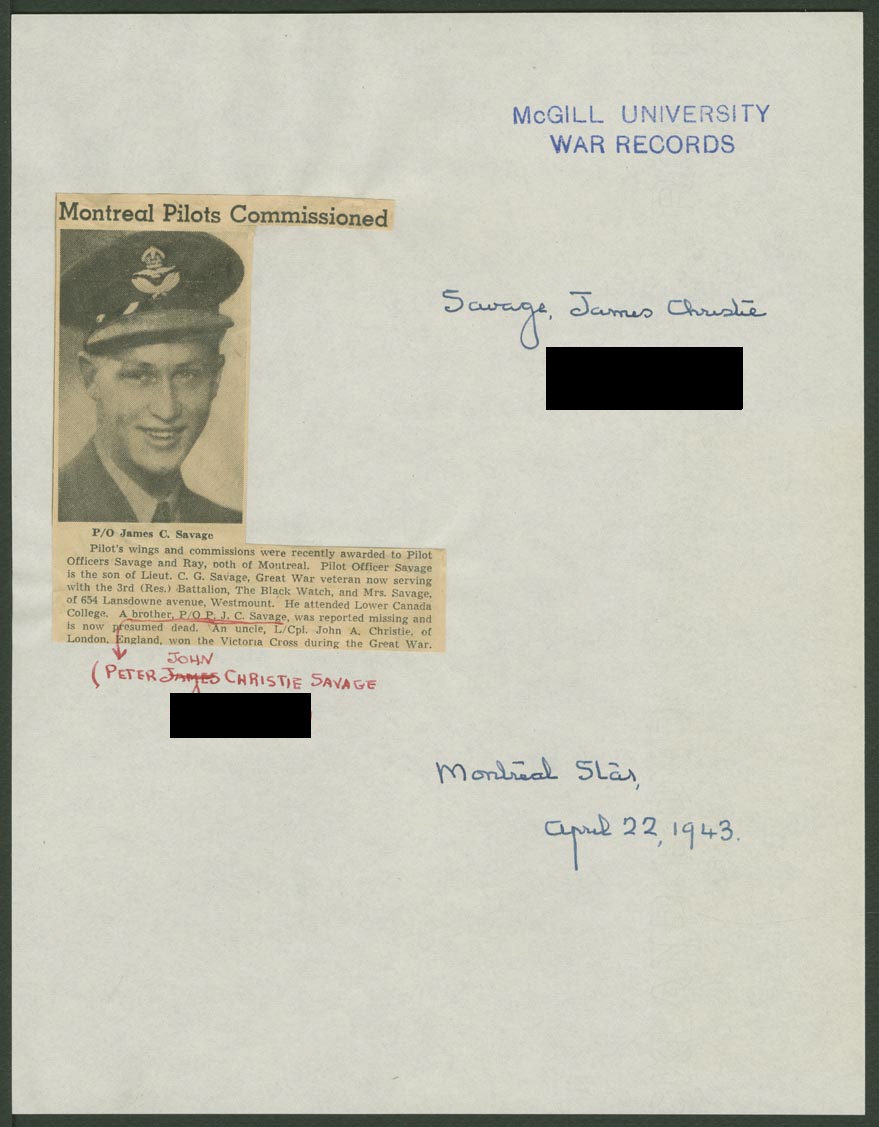 McGILL UNIVERSITY
WAR RECORDS
Montreal Pilots Commissioned
Savage, James Christie
P/O James C. Savage
Pilot's wings and commissions were recently awarded to Pilot
Officers Savage and Ray, both of Montreal. Pilot Officer Savage
is the son of Lieut. C. G. Savage, Great War veteran now serving
with the 3rd (Res.) Battalion, The Black Watch, and Mrs. Savage,
of 634 Lansdowne avenue, Westmount. He attended Lower Canada
College. A brother, P/O P. J. C. Savage, was reported missing and
is now presumed dead. An uncle, L/Cpl. John A. Christie, of
London, England, won the Victoria Cross during the Great War.
JOHN
(PETER JAMES CHRISTIE SAVAGE
Montreal Star,
April 22, 1943.